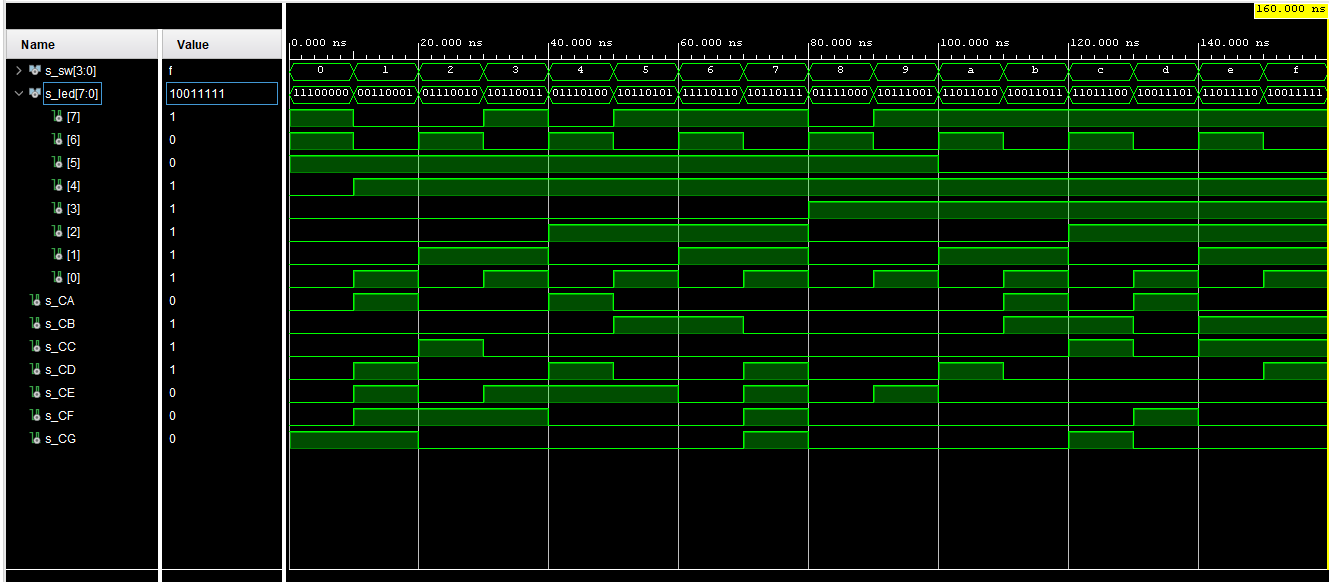 160.000 ns
Name Value 0.000 ns 20.000 ns 40.000 ns 60.000 ns 80.000 ns 100.000 ns 120.000 ns 140.000 ns
s_sw[3:0] f 0 1 2 3 4 5 6 7 8 9 a b c d e f
s_led[7:0] 10011111 11100000 00110001 01110010 10110011 01110100 10110101 11110110 10110111 01111000 10111001 11011010 10011011 11011100 10011101 11011110 10011111
[7] 1
[6] 0
[5] 0
[4] 1
[3] 1
[2] 1
[1] 1
[0] 1
s_CA 0
s_CB 1
s_CC 1
s_CD 1
s_CE 0
s_CF 0
s_CG 0